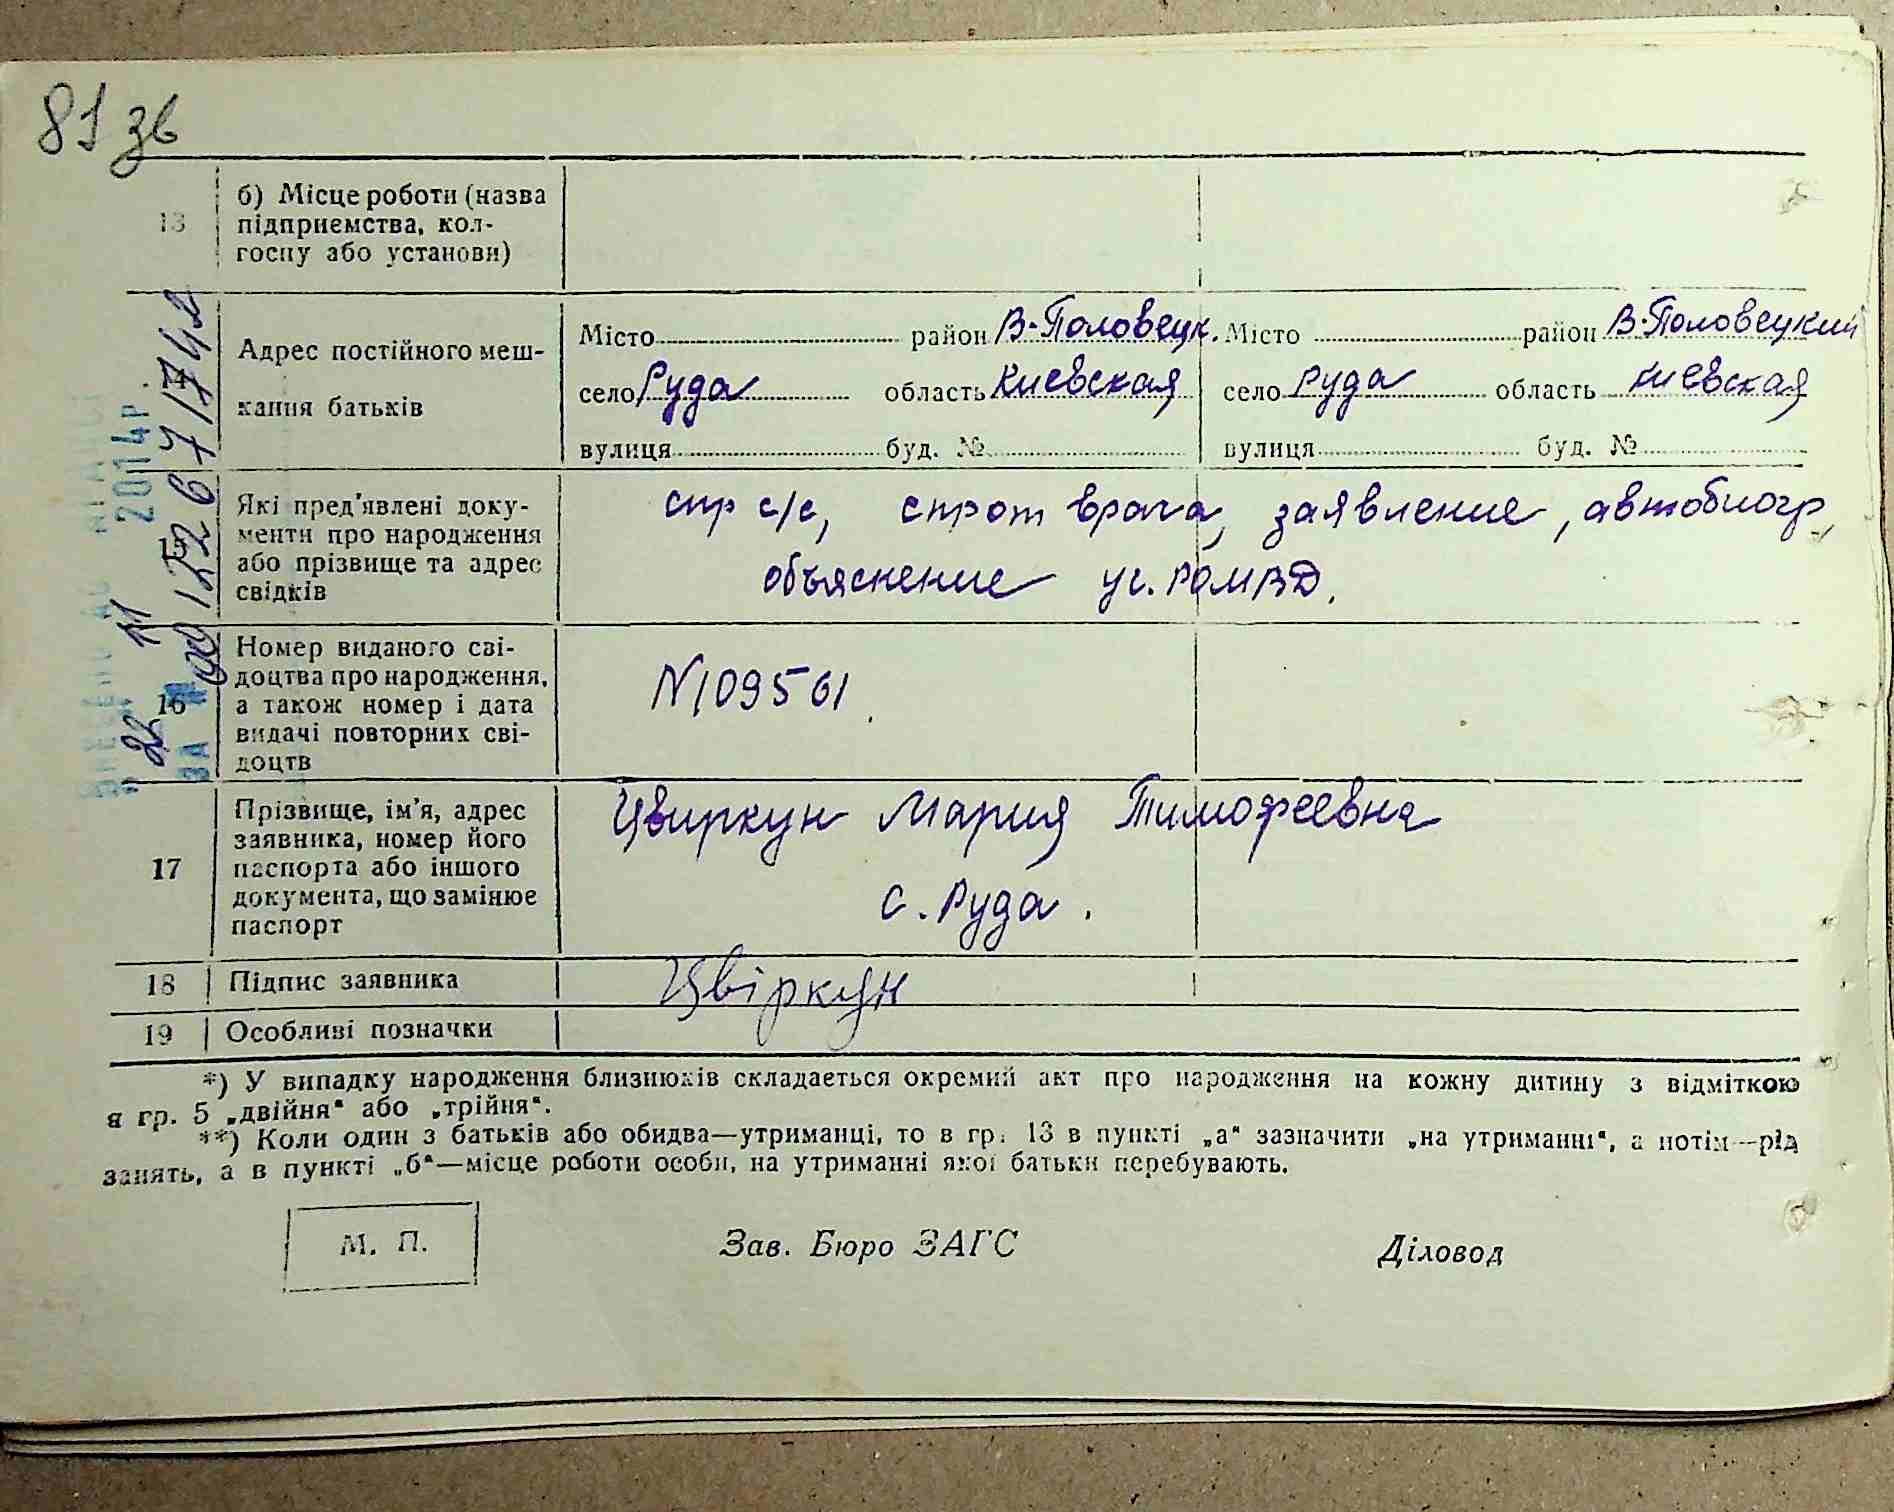 81 зв
13
б) Місце роботи (назва
підприємства, кол-
госпу або установи)
Адрес постійного меш-
кання батьків
Місто район В-Половецк.
село Руда область Киевская
вулиця буд. №
Місто район В-Половецкий
село Руда область Киевская
вулиця буд. №
Які пред'явлені доку-
менти про народження
або прізвище та адрес
свідків
спр с/с, заявление, автобиогр
объяснение РОМВД.
16
Номер виданого сві-
доцтва про народження,
а також номер і дата
видачі повторних сві-
доцтв
N109561
17
Прізвище, ім'я, адрес
заявника, номер його
паспорта або іншого
документа, що замінює
паспорт
Цвиркун Мария Тимофеевна
с. Руда.
18
Підпис заявника
Цвіркун
19
Особливі позначки
*) У випадку народження близнюків складається окремий акт про народження на кожну дитину з відміткою
я гр. 5 „двійня“ або „трійня“.
**) Коли один з батьків або обидва—утриманці, то в гр. 13 в пункті „а“ зазначити „на утриманні“, а потім—рід
занять, а в пункті „б“—місце роботи особи, на утриманні якої батьки перебувають.
М. П.
Зав. Бюро ЗАГС
Діловод
22 11 2014р.
ЗА №